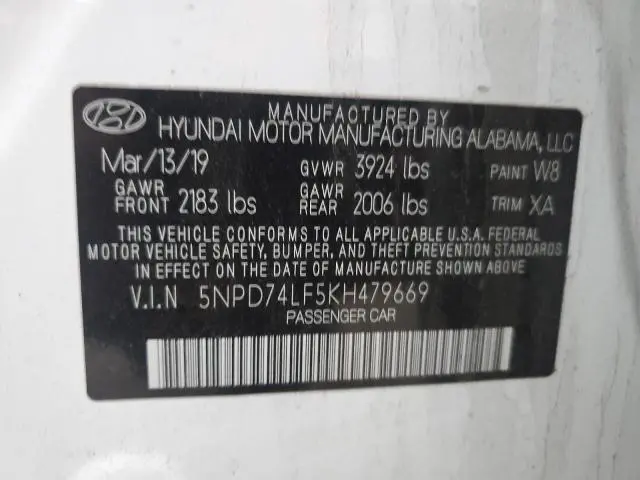 MANUFACTURED BY
HYUNDAI MOTOR MANUFACTURING ALABAMA, LLC
Mar/13/19 GVWR 3924 lbs PAINT W8
GAWR FRONT 2183 lbs GAWR REAR 2006 lbs TRIM XA
THIS VEHICLE CONFORMS TO ALL APPLICABLE U.S.A. FEDERAL
MOTOR VEHICLE SAFETY, BUMPER, AND THEFT PREVENTION STANDARDS
IN EFFECT ON THE DATE OF MANUFACTURE SHOWN ABOVE.
V.I.N 5NPD74LF5KH479669
PASSENGER CAR